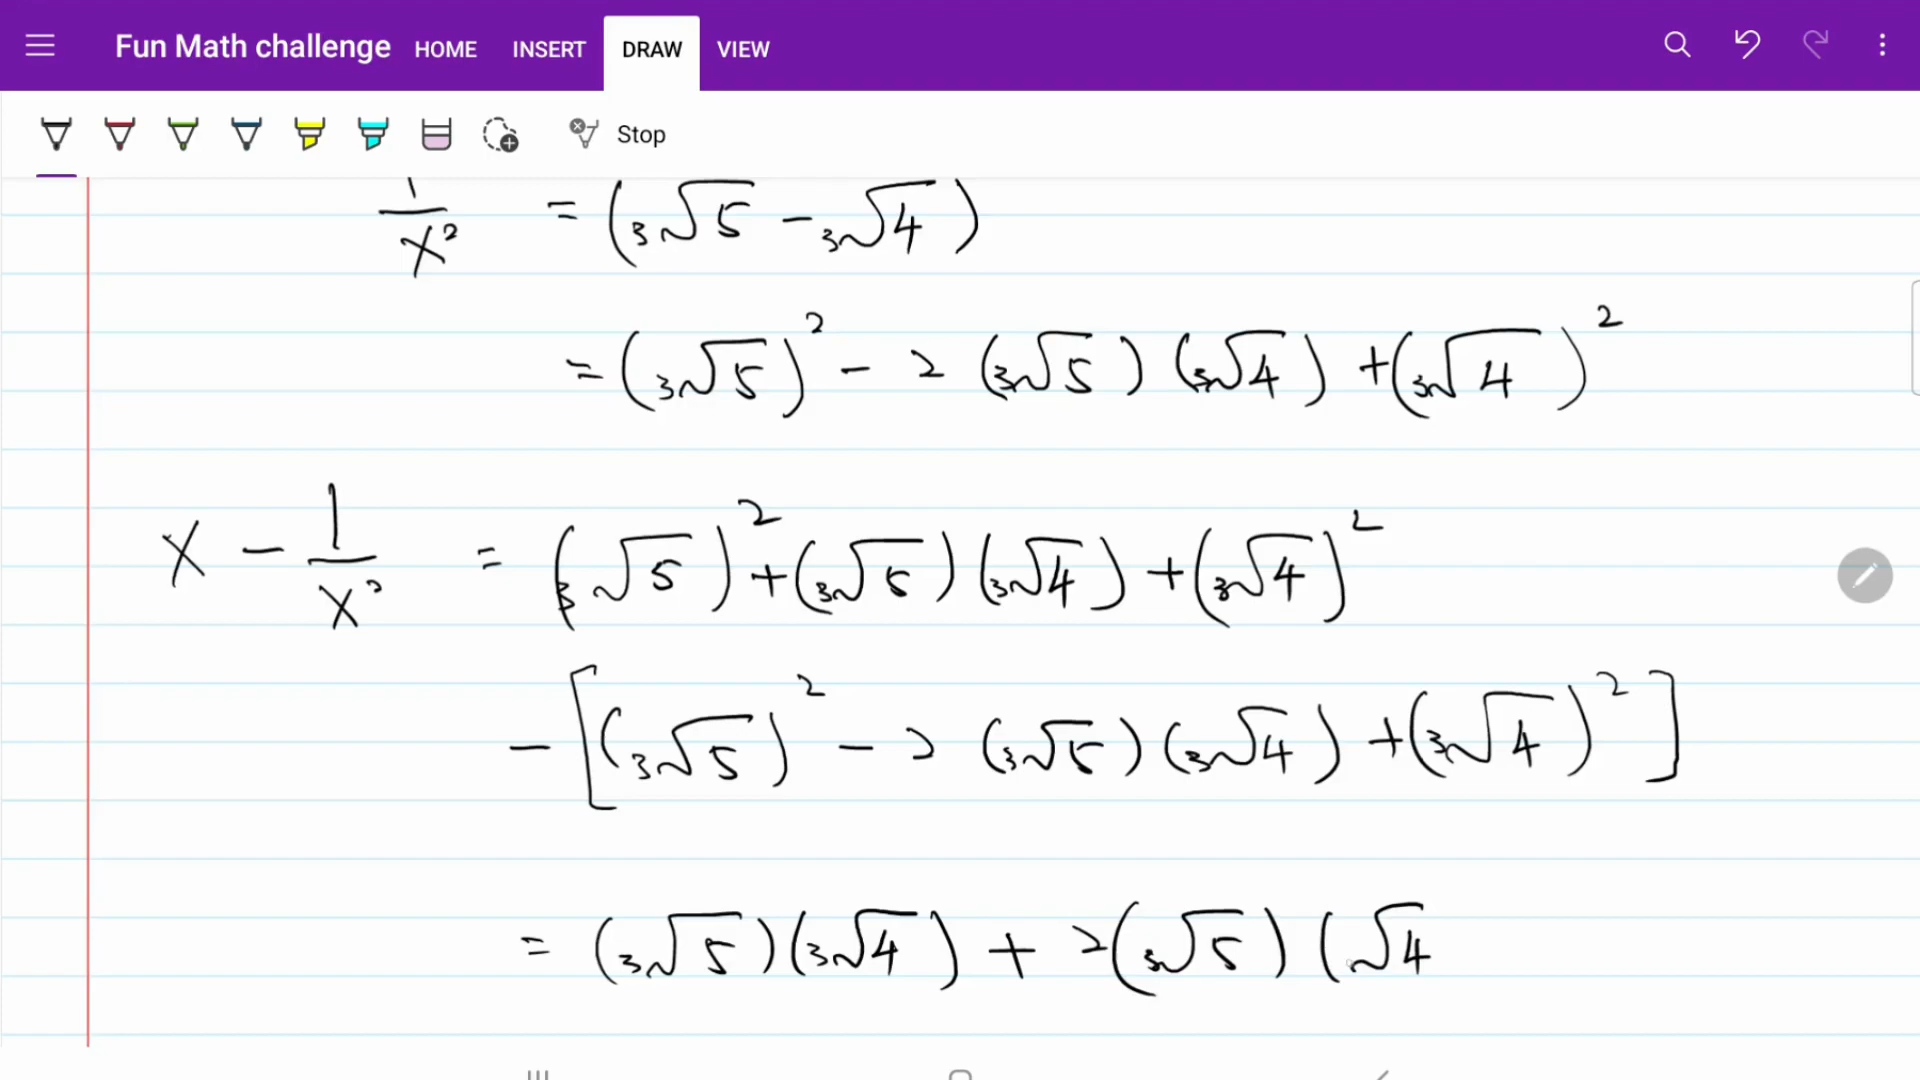 Fun Math challenge HOME INSERT DRAW VIEW
Stop
1/x² = (³√5 - ³√4)
= (³√5)² - 2 (³√5) (³√4) + (³√4)²
x - 1/x² = (³√5)² + (³√5) (³√4) + (³√4)²
- [(³√5)² - 2 (³√5) (³√4) + (³√4)²]
= (³√5) (³√4) + 2 (³√5) (√4